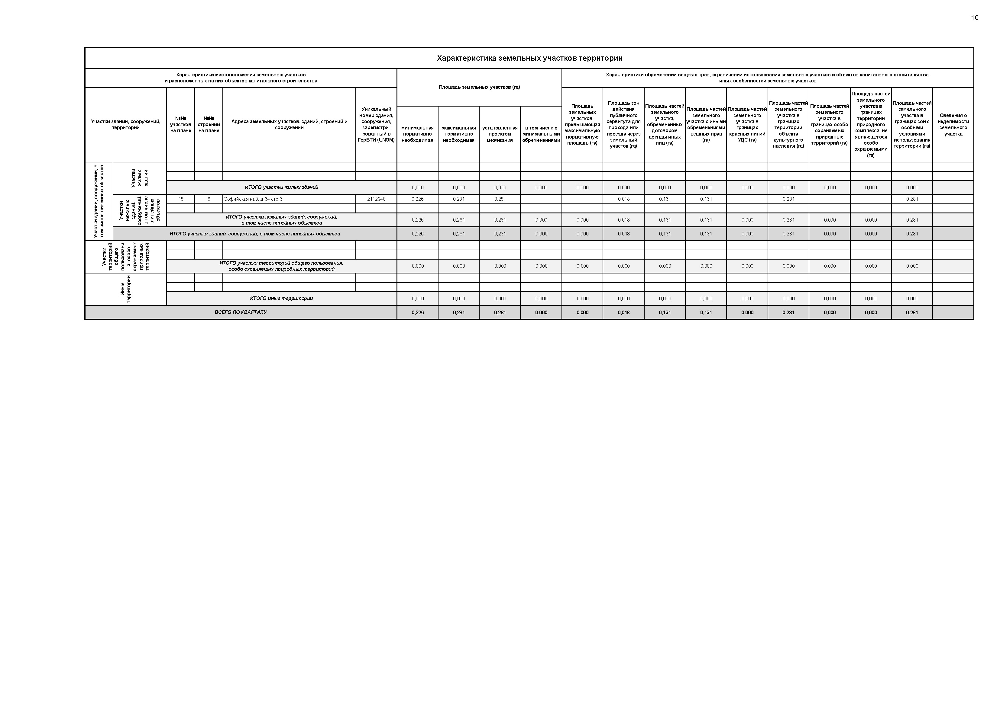 10
Характеристика земельных участков территории
Характеристики местоположения земельных участков
и расположенных на них объектов капитального строительства
Площадь земельных участков (га)
Характеристики обременений вещных прав, ограничений использования земельных участков и объектов капитального строительства,
иных особенностей земельных участков
Участки зданий, сооружений,
территорий
№№
участков
на плане
№№
строений
на плане
Адреса земельных участков, зданий, строений и
сооружений
Уникальный
номер здания,
сооружения,
зарегистри-
рованный в
ГорБТИ (UNOM)
минимальная
нормативно
необходимая
максимальная
нормативно
необходимая
установленная
проектом
межевания
в том числе с
минимальными
обременениями
Площадь
земельных
участков,
превышающая
максимальную
нормативную
площадь (га)
Площадь зон
действия
публичного
сервитута для
прохода или
проезда через
земельный
участок (га)
Площадь частей
земельного
участка,
обремененных
договором
аренды иных
лиц (га)
Площадь частей
земельного
участка с иными
обременениями
вещных прав
(га)
Площадь частей
земельного
участка в
границах
красных линий
УДС (га)
Площадь частей
земельного
участка в
границах
территории
объекта
культурного
наследия (га)
Площадь частей
земельного
участка в
границах особо
охраняемых
природных
территорий (га)
Площадь частей
земельного
участка в
границах
территорий
природного
комплекса, не
являющегося
особо
охраняемыми
(га)
Площадь частей
земельного
участка в
границах зон с
особыми
условиями
использования
территории (га)
Сведения о
неделимости
земельного
участка
Участки зданий, сооружений, в
том числе линейных объектов
Участки
жилых
зданий
ИТОГО участки жилых зданий 0,000 0,000 0,000 0,000 0,000 0,000 0,000 0,000 0,000 0,000 0,000 0,000 0,000
Участки
нежилых
зданий,
сооружений,
в том числе
линейных
объектов
18 6 Софийская наб. д.34 стр.3 2112948 0,226 0,281 0,281 0,018 0,131 0,131 0,281 0,281
ИТОГО участки нежилых зданий, сооружений,
в том числе линейных объектов
0,226 0,281 0,281 0,000 0,000 0,018 0,131 0,131 0,000 0,281 0,000 0,000 0,281
ИТОГО участки зданий, сооружений, в том числе линейных объектов 0,226 0,281 0,281 0,000 0,000 0,018 0,131 0,131 0,000 0,281 0,000 0,000 0,281
Участки
территорий
общего
пользовани
я, особо
охраняемых
природных
территорий
ИТОГО участки территорий общего пользования,
особо охраняемых природных территорий
0,000 0,000 0,000 0,000 0,000 0,000 0,000 0,000 0,000 0,000 0,000 0,000 0,000
Иные
территории
ИТОГО иные территории 0,000 0,000 0,000 0,000 0,000 0,000 0,000 0,000 0,000 0,000 0,000 0,000 0,000
ВСЕГО ПО КВАРТАЛУ 0,226 0,281 0,281 0,000 0,000 0,018 0,131 0,131 0,000 0,281 0,000 0,000 0,281